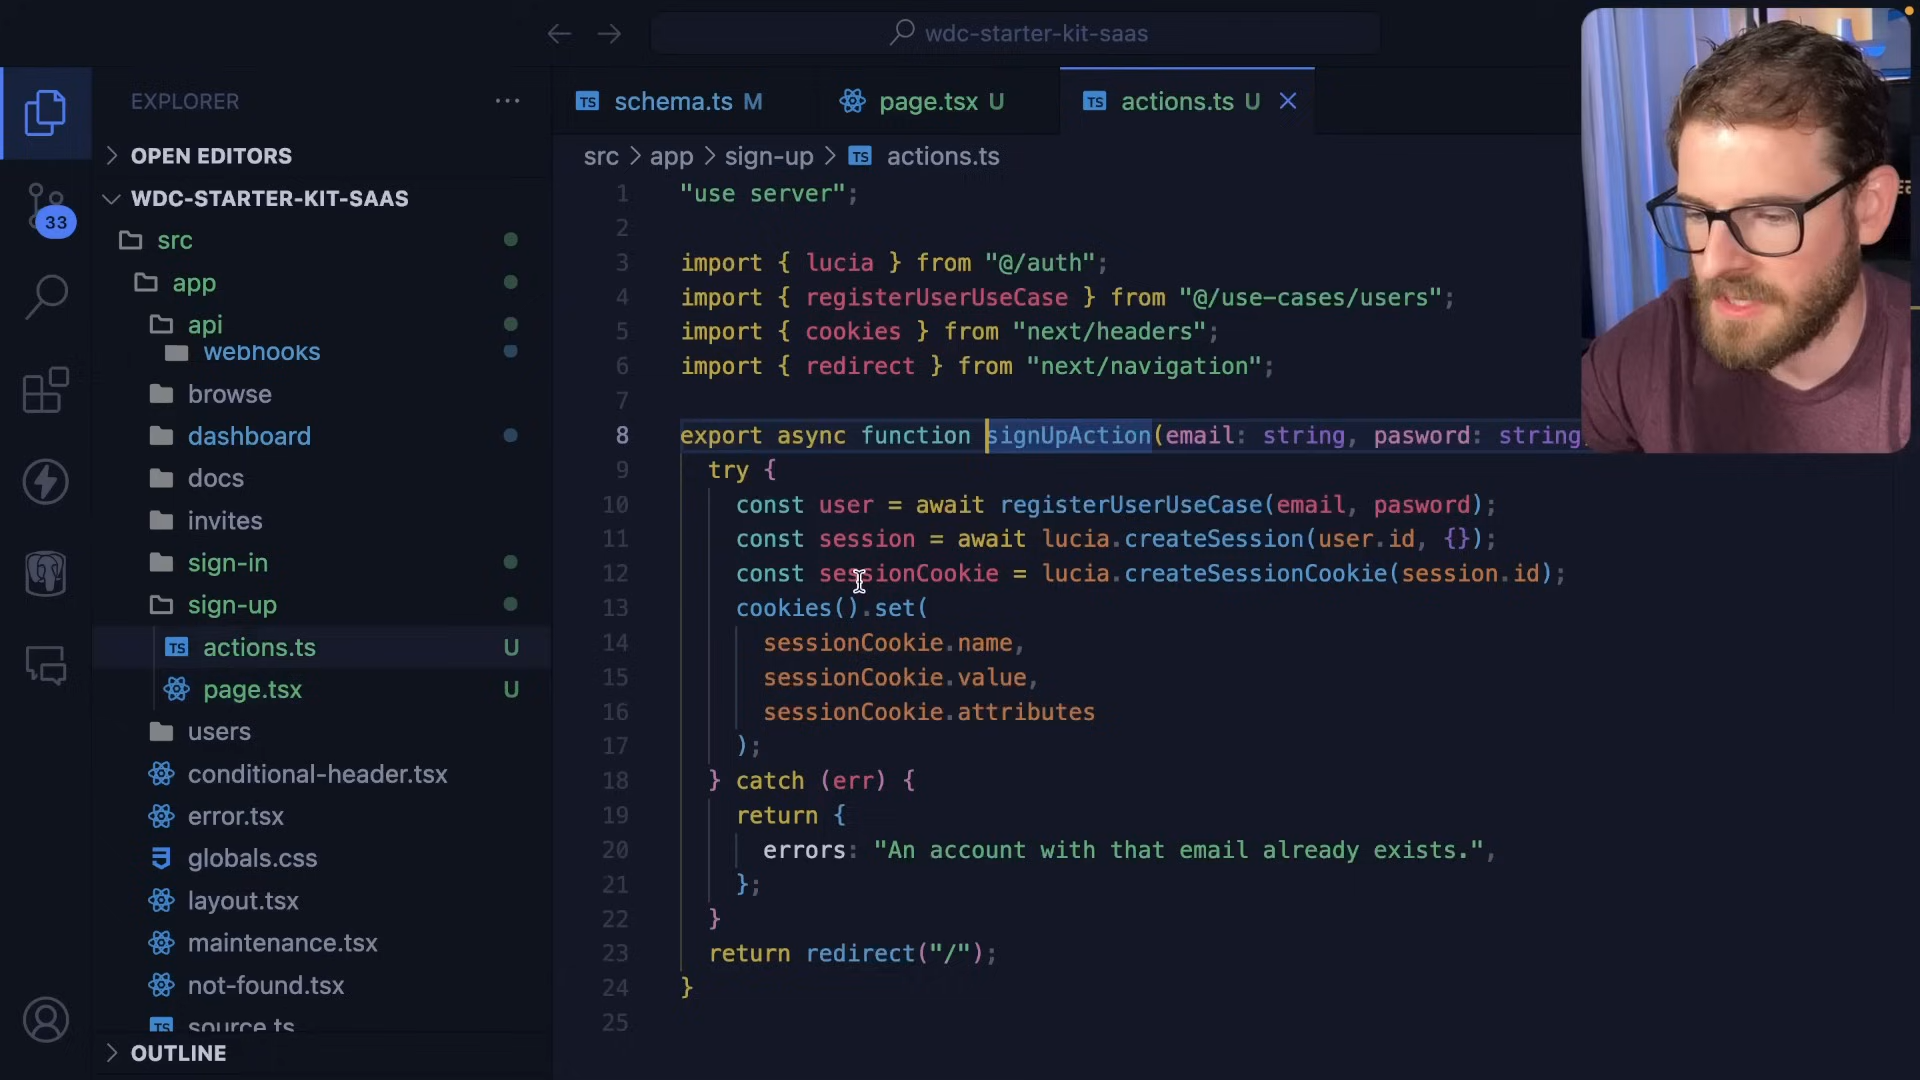 wdc-starter-kit-saas
EXPLORER
OPEN EDITORS
WDC-STARTER-KIT-SAAS
src
app
api
webhooks
browse
dashboard
docs
invites
sign-in
sign-up
TS actions.ts U
page.tsx U
users
conditional-header.tsx
error.tsx
globals.css
layout.tsx
maintenance.tsx
not-found.tsx
TS source.ts
OUTLINE
33
TS schema.ts M
page.tsx U
TS actions.ts U
src > app > sign-up > TS actions.ts
1 "use server";
2
3 import { lucia } from "@/auth";
4 import { registerUserUseCase } from "@/use-cases/users";
5 import { cookies } from "next/headers";
6 import { redirect } from "next/navigation";
7
8 export async function signUpAction(email: string, pasword: string
9 try {
10 const user = await registerUserUseCase(email, pasword);
11 const session = await lucia.createSession(user.id, {});
12 const sessionCookie = lucia.createSessionCookie(session.id);
13 cookies().set(
14 sessionCookie.name,
15 sessionCookie.value,
16 sessionCookie.attributes
17 );
18 } catch (err) {
19 return {
20 errors: "An account with that email already exists.",
21 };
22 }
23 return redirect("/");
24 }
25